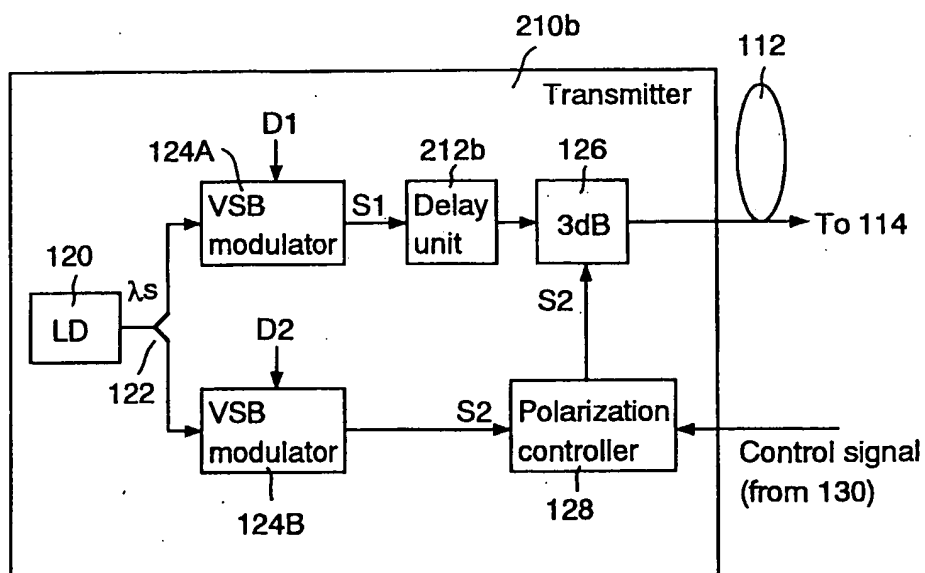 210b
112
Transmitter
D1
124A
212b
126
VSB
modulator
S1
Delay
unit
3dB
To 114
120
λs
LD
S2
D2
122
VSB
modulator
S2
Polarization
controller
Control signal
(from 130)
124B
128